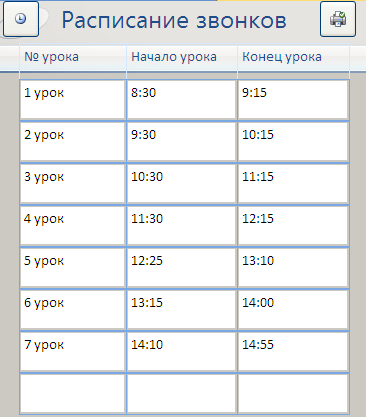 Расписание звонков
№ урока Начало урока Конец урока
1 урок 8:30 9:15
2 урок 9:30 10:15
3 урок 10:30 11:15
4 урок 11:30 12:15
5 урок 12:25 13:10
6 урок 13:15 14:00
7 урок 14:10 14:55